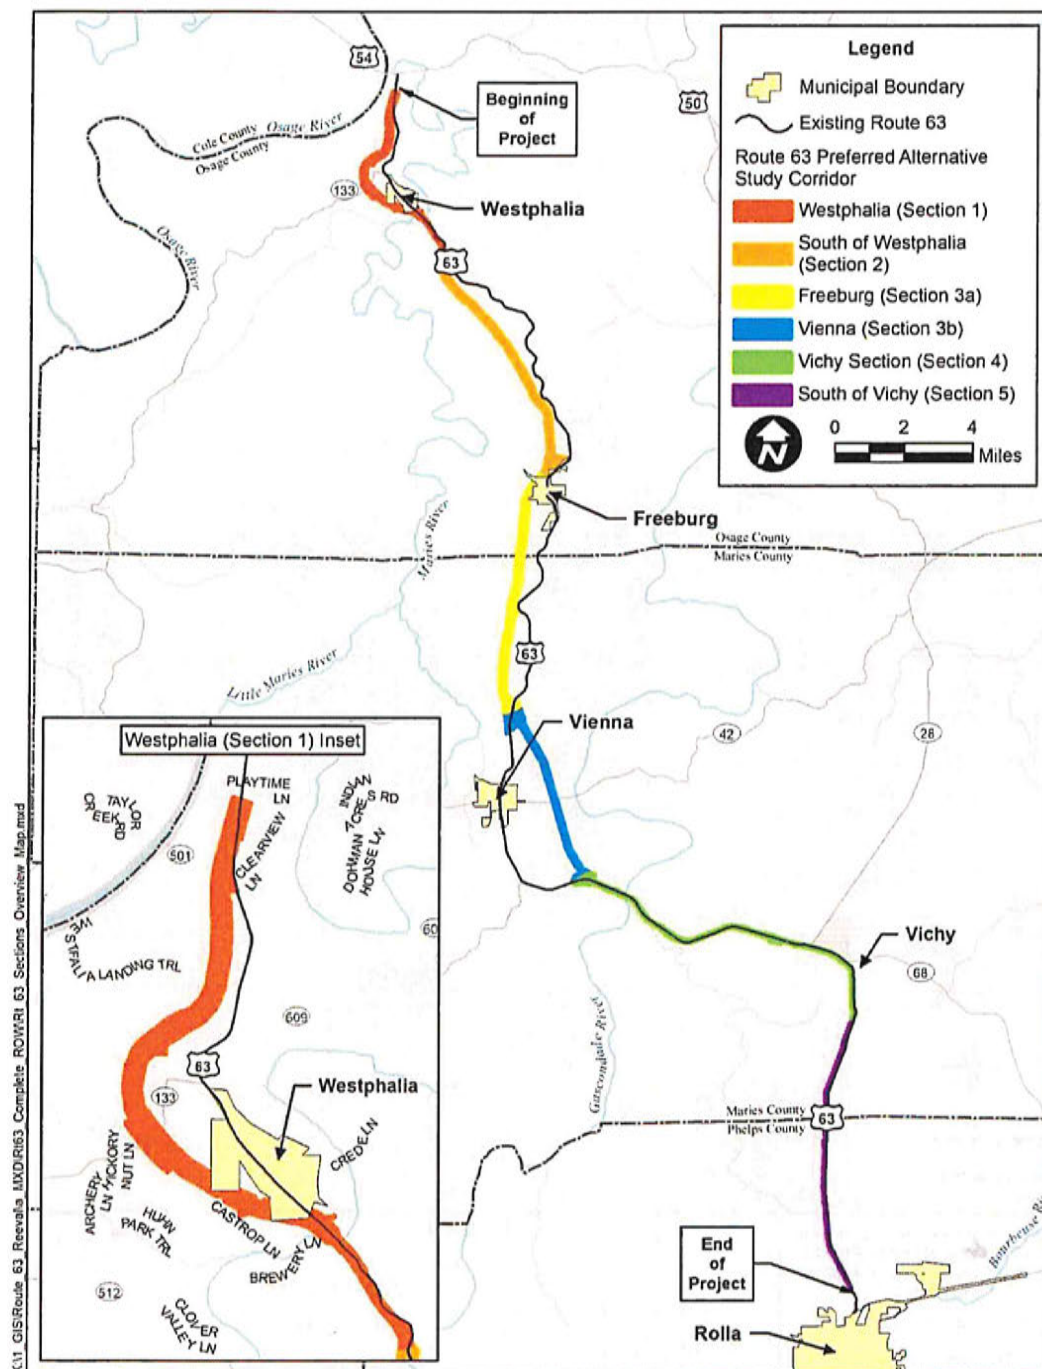 Legend
Municipal Boundary
Existing Route 63
Route 63 Preferred Alternative
Study Corridor
Westphalia (Section 1)
South of Westphalia
(Section 2)
Freeburg (Section 3a)
Vienna (Section 3b)
Vichy Section (Section 4)
South of Vichy (Section 5)
N
0 2 4
Miles
54
50
Beginning
of
Project
Cole County
Osage County
Osage River
133
Westphalia
Osage River
63
Freeburg
Maries River
Osage County
Maries County
63
Little Maries River
Vienna
42
28
Vichy
68
Gasconade River
Maries County
Phelps County
63
End
of
Project
Rolla
Westphalia (Section 1) Inset
PLAYTIME
LN
INDIAN
ACRES RD
TAYLOR
CREEK RD
CLEARVIEW
LN
DOHMAN
HOUSE LN
501
60
WESTFALIA LANDING TRL
609
63
133
Westphalia
CREDE LN
HICKORY
NUT LN
ARCHERY
LN
HUHN
PARK TRL
CASTROP LN
BREWERY LN
512
CLOVER
VALLEY LN